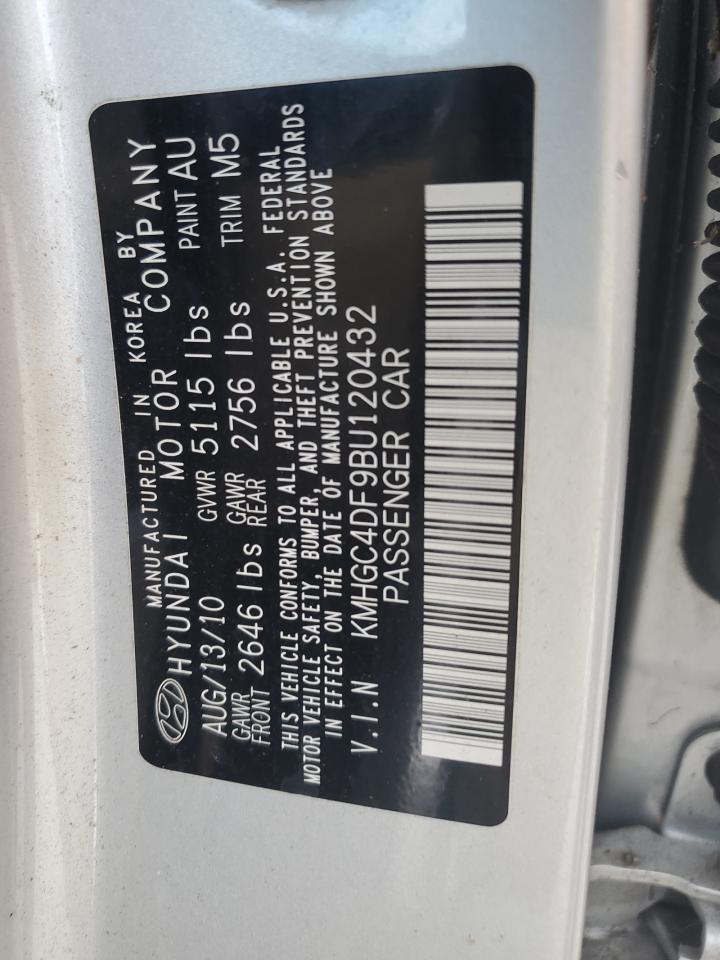 MANUFACTURED IN KOREA BY
HYUNDAI MOTOR COMPANY
AUG/13/10 GVWR 5115 lbs PAINT AU
GAWR FRONT 2646 lbs GAWR REAR 2756 lbs TRIM M5
THIS VEHICLE CONFORMS TO ALL APPLICABLE U.S.A. FEDERAL
MOTOR VEHICLE SAFETY, BUMPER, AND THEFT PREVENTION STANDARDS
IN EFFECT ON THE DATE OF MANUFACTURE SHOWN ABOVE
V.I.N KMHGC4DF9BU120432
PASSENGER CAR